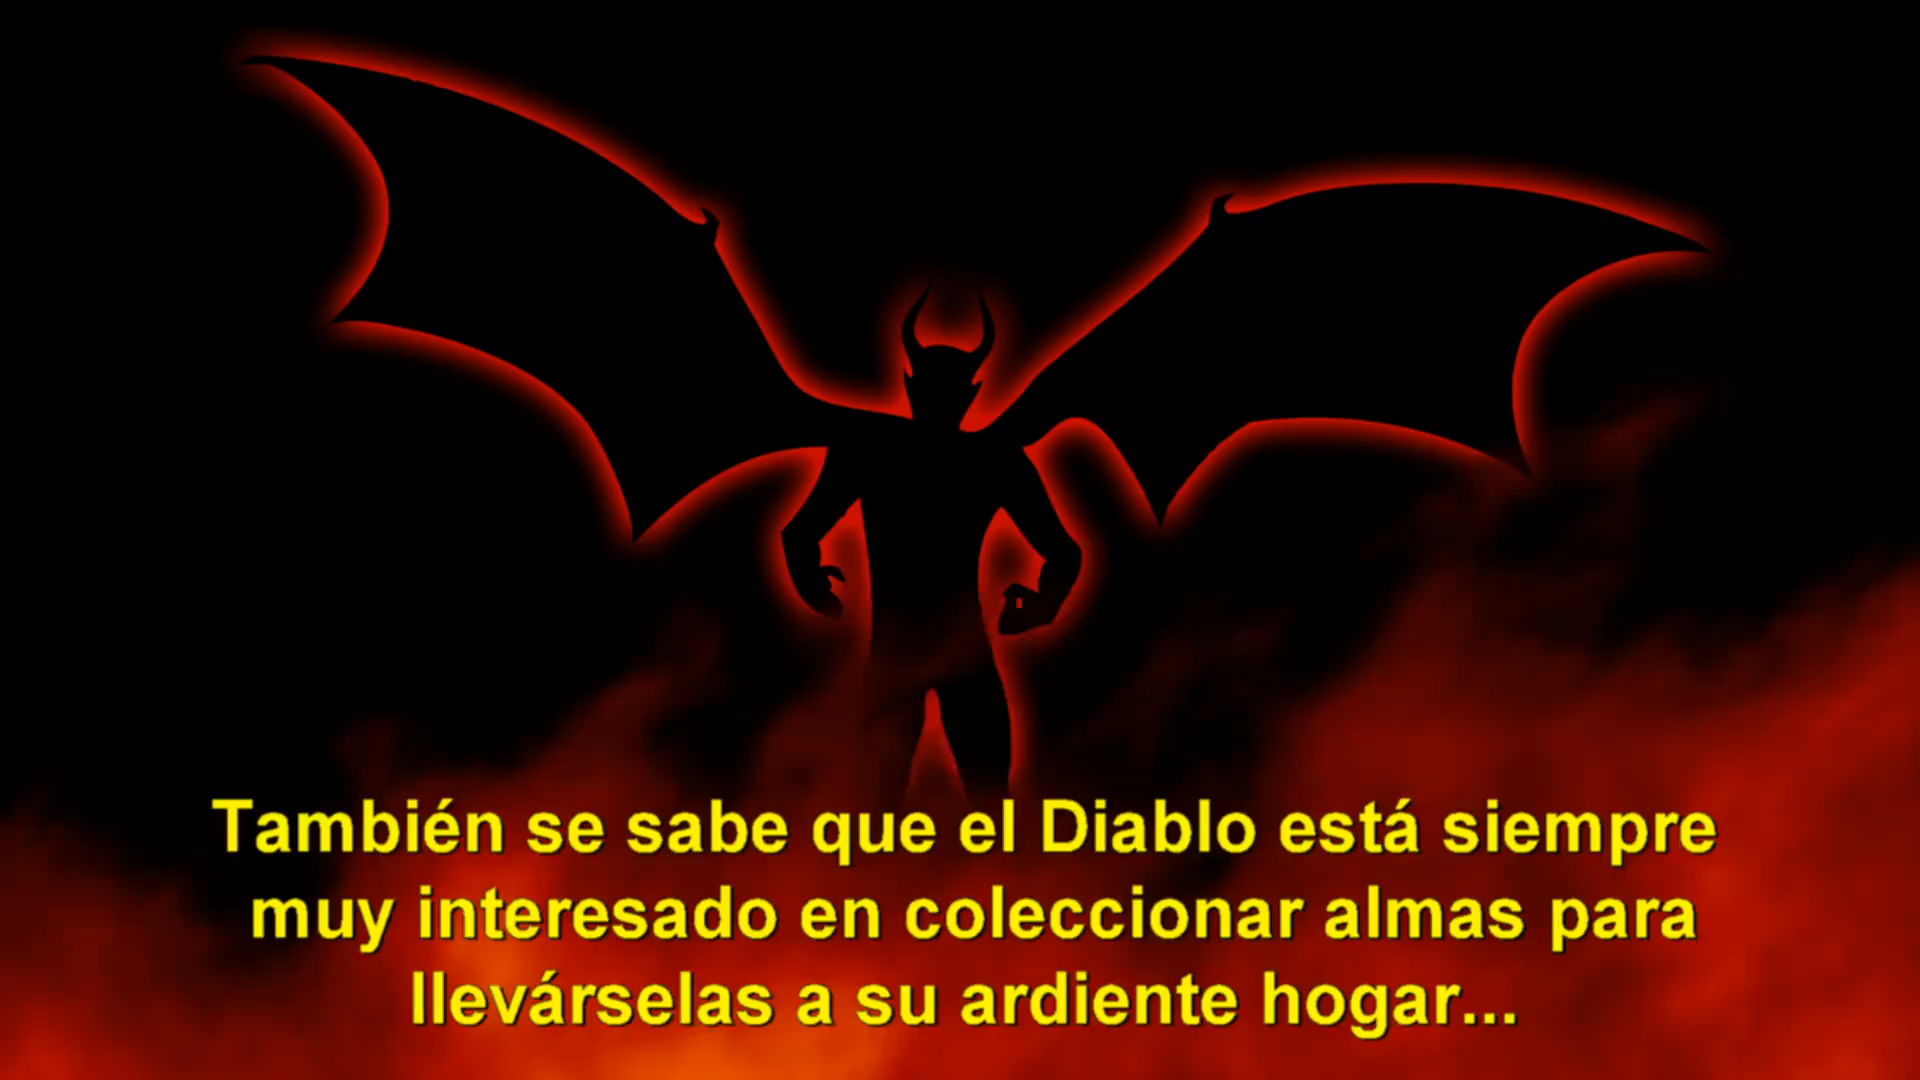 También se sabe que el Diablo está siempre
muy interesado en coleccionar almas para
llevárselas a su ardiente hogar...